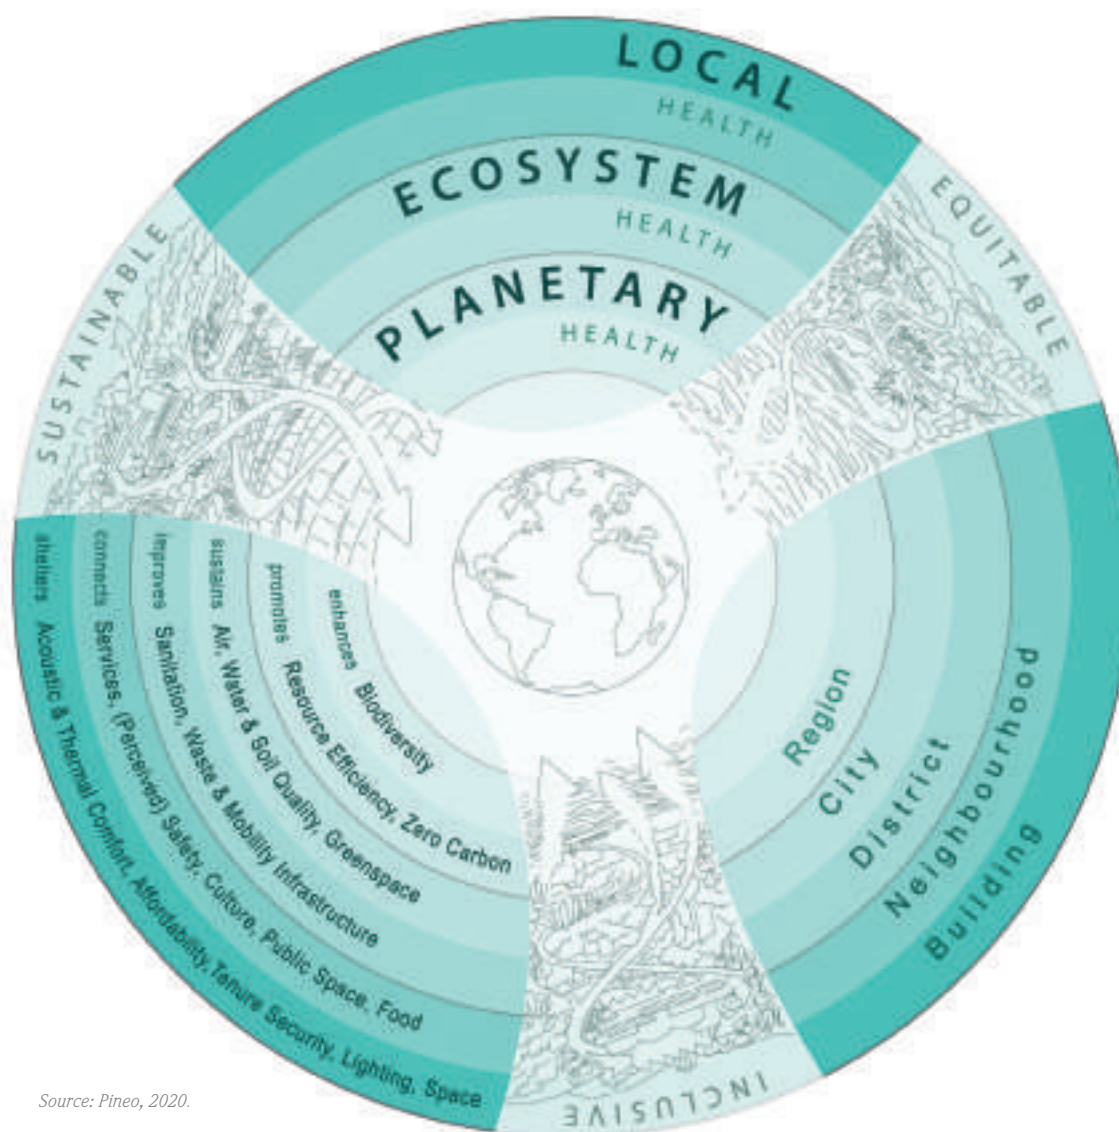 LOCAL
HEALTH
ECOSYSTEM
HEALTH
PLANETARY
HEALTH
EQUITABLE
SUSTAINABLE
INCLUSIVE
shelters Acoustic & Thermal Comfort, Affordability, Tenure Security, Lighting, Space
connects Services, (Perceived) Safety, Culture, Public Space, Food
improves Sanitation, Waste & Mobility Infrastructure
sustains Air, Water & Soil Quality, Greenspace
promotes Resource Efficiency, Zero Carbon
enhances Biodiversity
Region
City
District
Neighbourhood
Building
Source: Pineo, 2020.